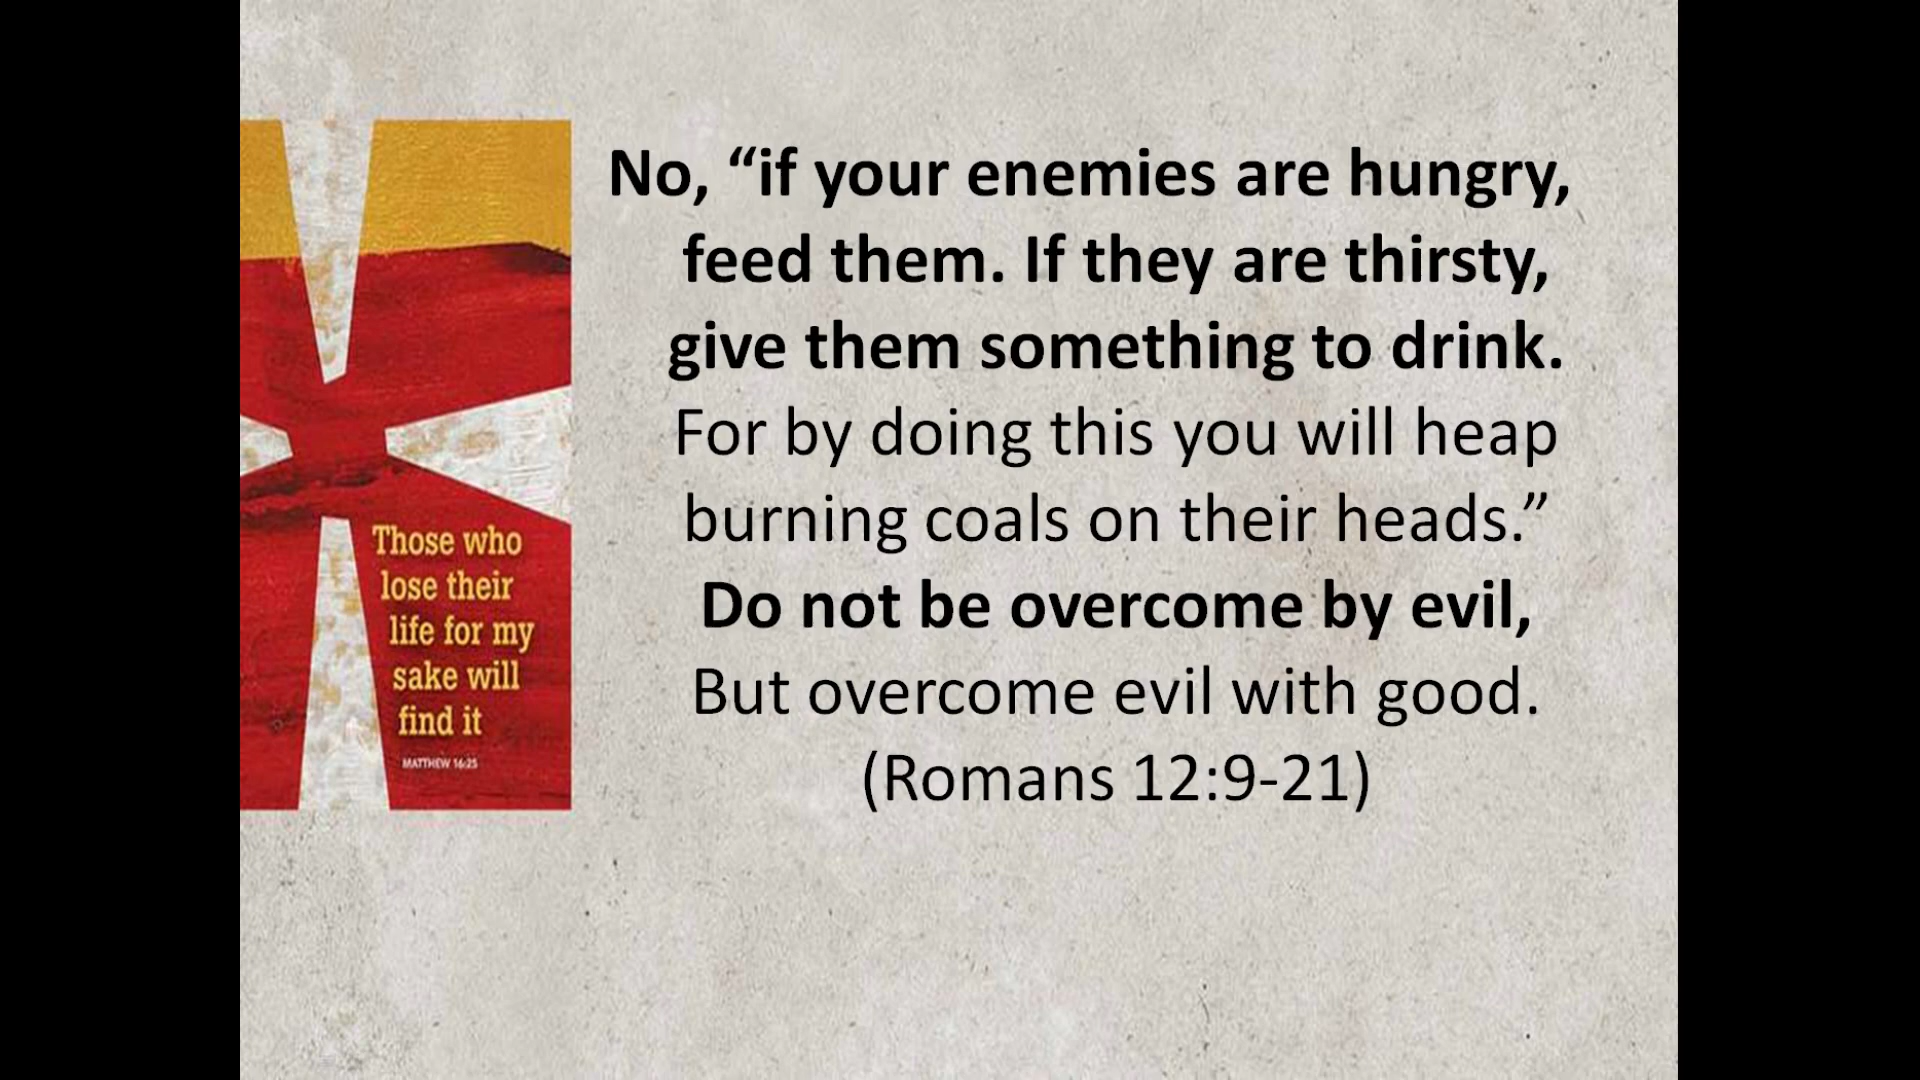 No, “if your enemies are hungry,
feed them. If they are thirsty,
give them something to drink.
For by doing this you will heap
burning coals on their heads.”
Do not be overcome by evil,
But overcome evil with good.
(Romans 12:9-21)
Those who
lose their
life for my
sake will
find it
MATTHEW 16:25